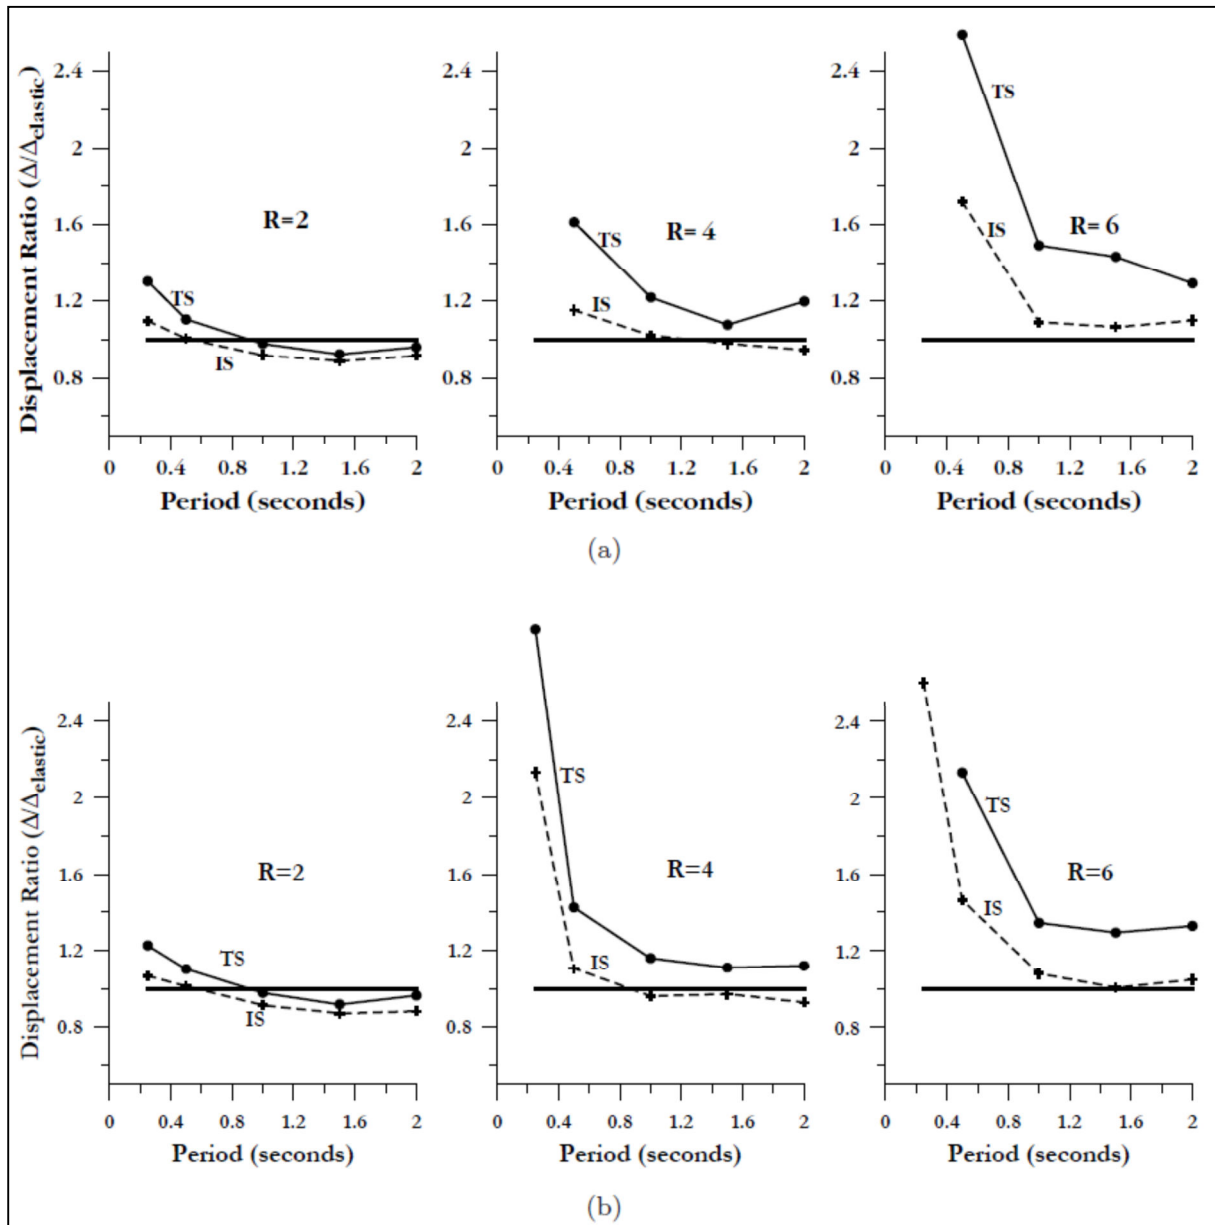 Displacement Ratio (Δ/Δelastic)
2.4
2
1.6
1.2
0.8
TS
IS
R=2
0 0.4 0.8 1.2 1.6 2
Period (seconds)
2.4
2
1.6
1.2
0.8
TS
IS
R=4
0 0.4 0.8 1.2 1.6 2
Period (seconds)
2.4
2
1.6
1.2
0.8
TS
IS
R=6
0 0.4 0.8 1.2 1.6 2
Period (seconds)
(a)
Displacement Ratio (Δ/Δelastic)
2.4
2
1.6
1.2
0.8
R=2
TS
IS
0 0.4 0.8 1.2 1.6 2
Period (seconds)
2.4
2
1.6
1.2
0.8
TS
R=4
IS
0 0.4 0.8 1.2 1.6 2
Period (seconds)
2.4
2
1.6
1.2
0.8
TS
R=6
IS
0 0.4 0.8 1.2 1.6 2
Period (seconds)
(b)